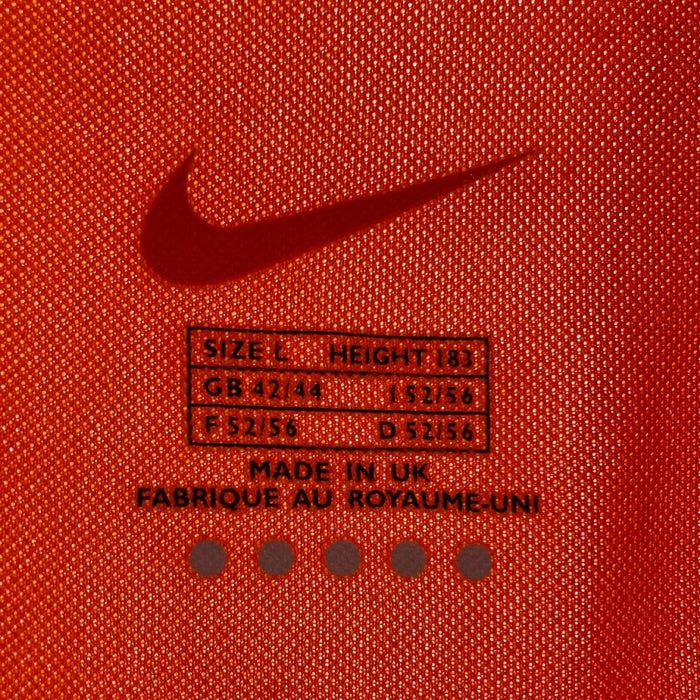 SIZE L HEIGHT 183
GB 42/44 I 52/56
F 52/56 D 52/56
MADE IN UK
FABRIQUE AU ROYAUME-UNI